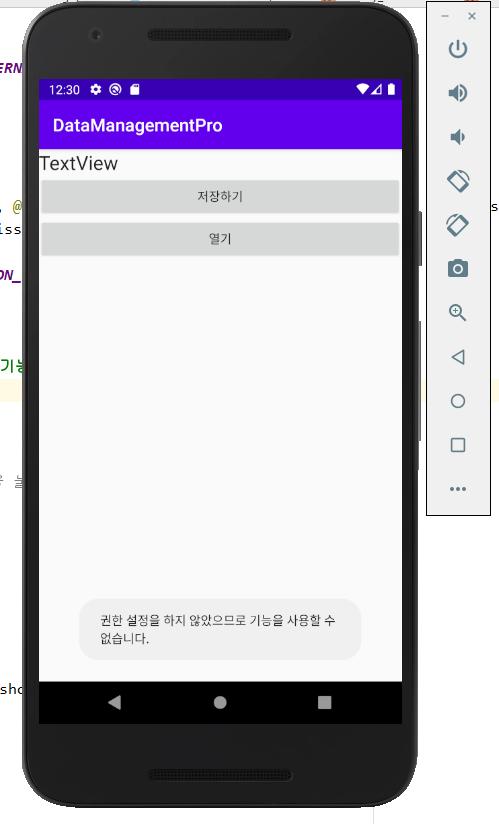 ERN
12:30
DataManagementPro
TextView
저장하기
, @
s
iss
열기
ON_
기능
권한 설정을 하지 않았으므로 기능을 사용할 수
없습니다.
sho